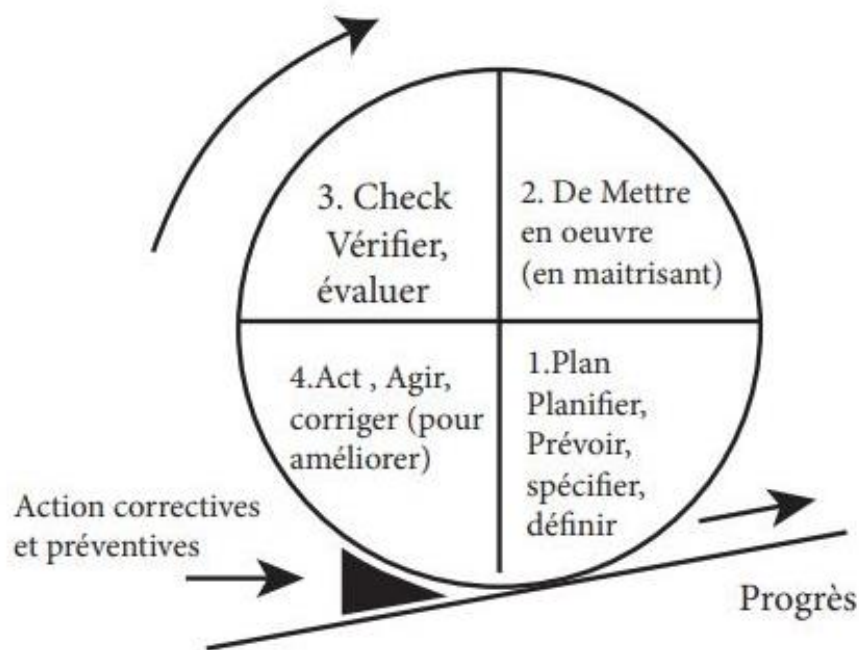 3. Check
Vérifier,
évaluer
2. De Mettre
en oeuvre
(en maitrisant)
4.Act , Agir,
corriger (pour
améliorer)
1.Plan
Planifier,
Prévoir,
spécifier,
définir
Action correctives
et préventives
Progrès